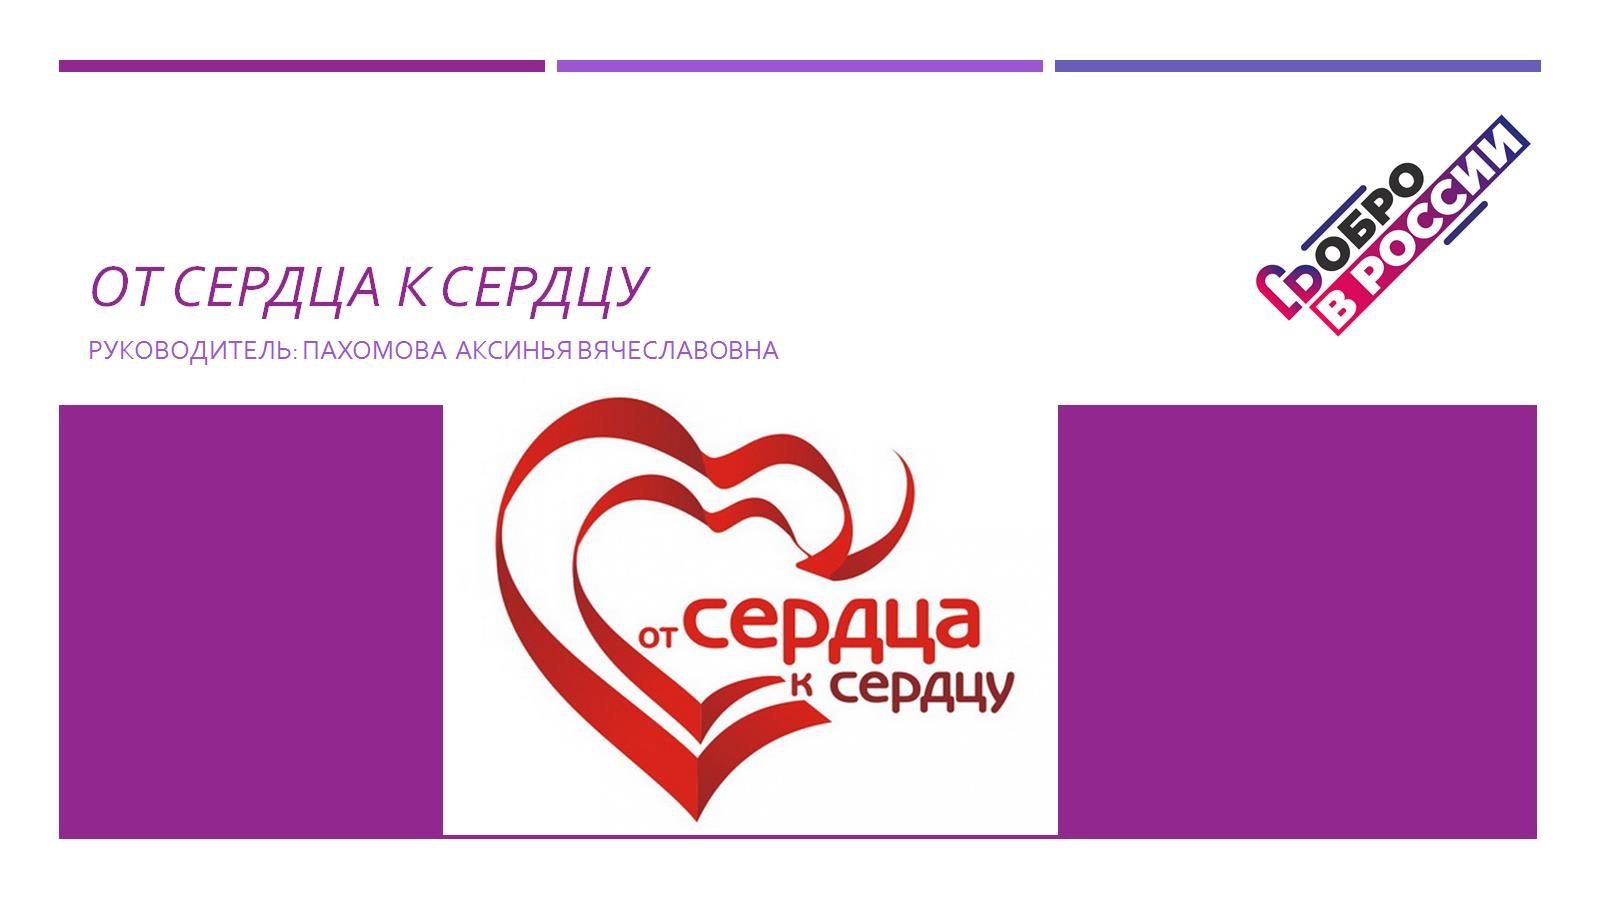 ДОБРО
В РОССИИ
ОТ СЕРДЦА К СЕРДЦУ
РУКОВОДИТЕЛЬ: ПАХОМОВА АКСИНЬЯ ВЯЧЕСЛАВОВНА
от сердца
к сердцу